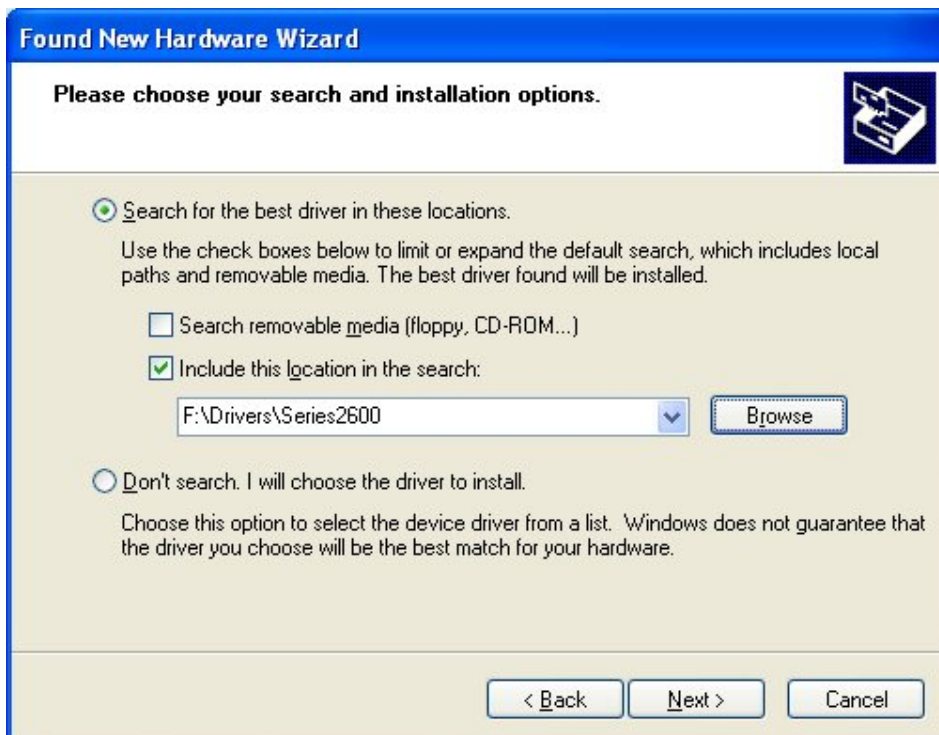 Found New Hardware Wizard
Please choose your search and installation options.
Search for the best driver in these locations.
Use the check boxes below to limit or expand the default search, which includes local
paths and removable media. The best driver found will be installed.
Search removable media (floppy, CD-ROM...)
Include this location in the search:
F:\Drivers\Series2600
Browse
Don't search. I will choose the driver to install.
Choose this option to select the device driver from a list. Windows does not guarantee that
the driver you choose will be the best match for your hardware.
< Back
Next >
Cancel